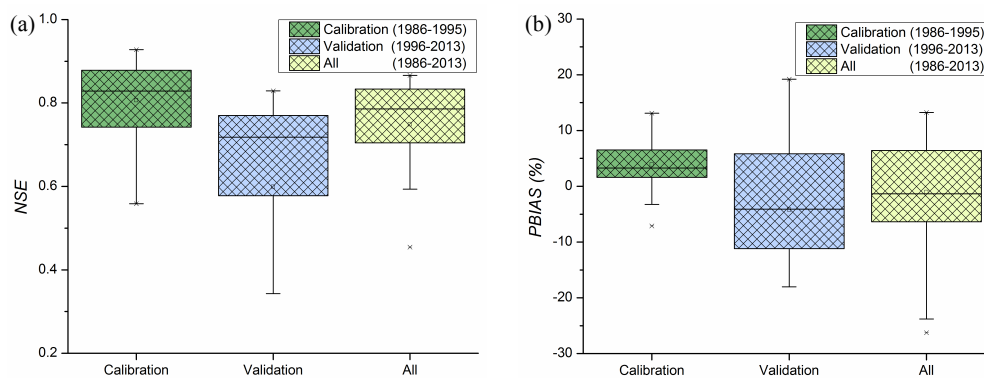 (a)
1.0
0.8
0.6
0.4
0.2
NSE
Calibration (1986-1995)
Validation (1996-2013)
All (1986-2013)
Calibration
Validation
All
(b)
30
20
10
0
-10
-20
-30
PBIAS (%)
Calibration (1986-1995)
Validation (1996-2013)
All (1986-2013)
Calibration
Validation
All